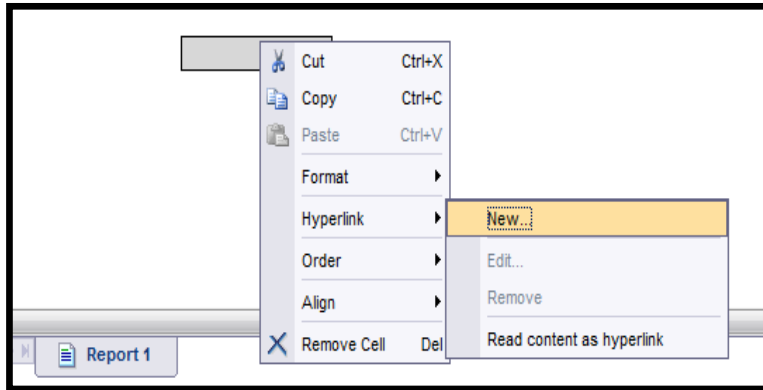 Cut Ctrl+X
Copy Ctrl+C
Paste Ctrl+V
Format
Hyperlink
New...
Order
Edit...
Align
Remove
Remove Cell Del
Read content as hyperlink
Report 1